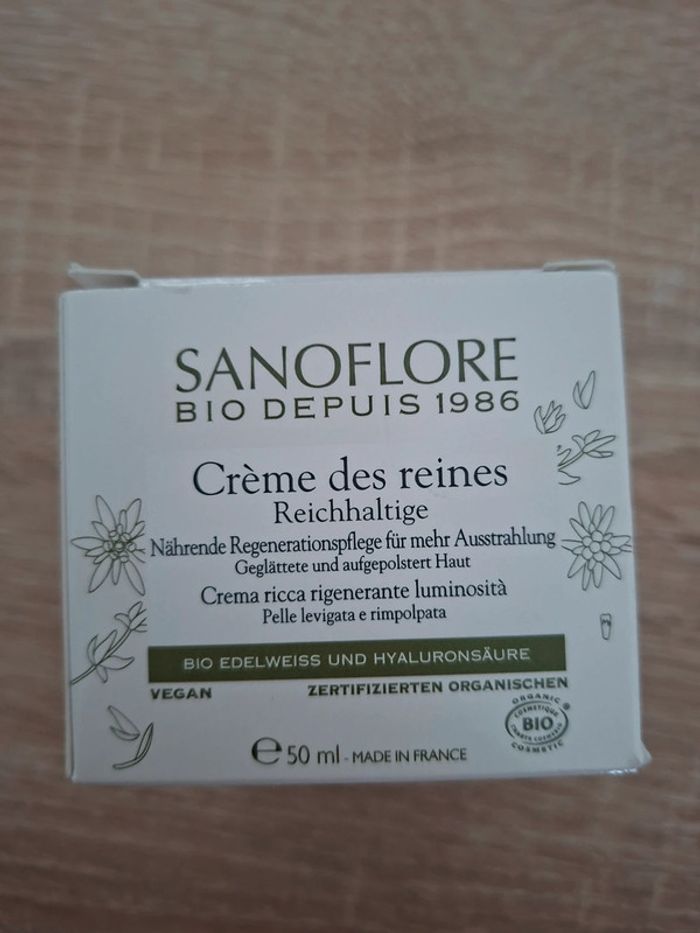 SANOFLORE
BIO DEPUIS 1986
Crème des reines
Reichhaltige
Nährende Regenerationspflege für mehr Ausstrahlung
Geglättete und aufgepolstert Haut
Crema ricca rigenerante luminosità
Pelle levigata e rimpolpata
BIO EDELWEISS UND HYALURONSÄURE
VEGAN ZERTIFIZIERTEN ORGANISCHEN
ORGANIC
COSMETIQUE
BIO
COSMETIC
℮ 50 ml - MADE IN FRANCE